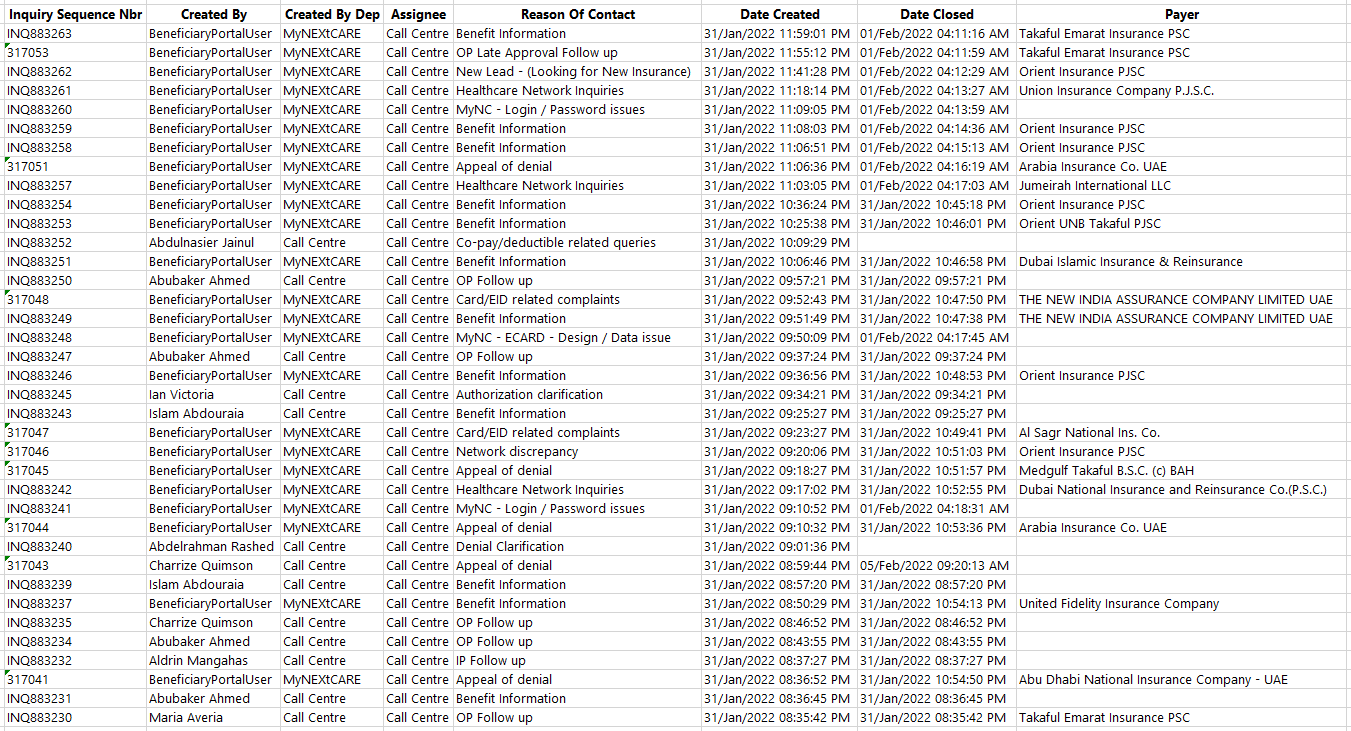 Inquiry Sequence Nbr Created By Created By Dep Assignee Reason Of Contact Date Created Date Closed Payer
INQ883263 BeneficiaryPortalUser MyNEXtCARE Call Centre Benefit Information 31/Jan/2022 11:59:01 PM 01/Feb/2022 04:11:16 AM Takaful Emarat Insurance PSC
317053 BeneficiaryPortalUser MyNEXtCARE Call Centre OP Late Approval Follow up 31/Jan/2022 11:55:12 PM 01/Feb/2022 04:11:59 AM Takaful Emarat Insurance PSC
INQ883262 BeneficiaryPortalUser MyNEXtCARE Call Centre New Lead - (Looking for New Insurance) 31/Jan/2022 11:41:28 PM 01/Feb/2022 04:12:29 AM Orient Insurance PJSC
INQ883261 BeneficiaryPortalUser MyNEXtCARE Call Centre Healthcare Network Inquiries 31/Jan/2022 11:18:14 PM 01/Feb/2022 04:13:27 AM Union Insurance Company P.J.S.C.
INQ883260 BeneficiaryPortalUser MyNEXtCARE Call Centre MyNC - Login / Password issues 31/Jan/2022 11:09:05 PM 01/Feb/2022 04:13:59 AM
INQ883259 BeneficiaryPortalUser MyNEXtCARE Call Centre Benefit Information 31/Jan/2022 11:08:03 PM 01/Feb/2022 04:14:36 AM Orient Insurance PJSC
INQ883258 BeneficiaryPortalUser MyNEXtCARE Call Centre Benefit Information 31/Jan/2022 11:06:51 PM 01/Feb/2022 04:15:13 AM Orient Insurance PJSC
317051 BeneficiaryPortalUser MyNEXtCARE Call Centre Appeal of denial 31/Jan/2022 11:06:36 PM 01/Feb/2022 04:16:19 AM Arabia Insurance Co. UAE
INQ883257 BeneficiaryPortalUser MyNEXtCARE Call Centre Healthcare Network Inquiries 31/Jan/2022 11:03:05 PM 01/Feb/2022 04:17:03 AM Jumeirah International LLC
INQ883254 BeneficiaryPortalUser MyNEXtCARE Call Centre Benefit Information 31/Jan/2022 10:36:24 PM 31/Jan/2022 10:45:18 PM Orient Insurance PJSC
INQ883253 BeneficiaryPortalUser MyNEXtCARE Call Centre Benefit Information 31/Jan/2022 10:25:38 PM 31/Jan/2022 10:46:01 PM Orient UNB Takaful PJSC
INQ883252 Abdulnasier Jainul Call Centre Call Centre Co-pay/deductible related queries 31/Jan/2022 10:09:29 PM
INQ883251 BeneficiaryPortalUser MyNEXtCARE Call Centre Benefit Information 31/Jan/2022 10:06:46 PM 31/Jan/2022 10:46:58 PM Dubai Islamic Insurance & Reinsurance
INQ883250 Abubaker Ahmed Call Centre Call Centre OP Follow up 31/Jan/2022 09:57:21 PM 31/Jan/2022 09:57:21 PM
317048 BeneficiaryPortalUser MyNEXtCARE Call Centre Card/EID related complaints 31/Jan/2022 09:52:43 PM 31/Jan/2022 10:47:50 PM THE NEW INDIA ASSURANCE COMPANY LIMITED UAE
INQ883249 BeneficiaryPortalUser MyNEXtCARE Call Centre Benefit Information 31/Jan/2022 09:51:49 PM 31/Jan/2022 10:47:38 PM THE NEW INDIA ASSURANCE COMPANY LIMITED UAE
INQ883248 BeneficiaryPortalUser MyNEXtCARE Call Centre MyNC - ECARD - Design / Data issue 31/Jan/2022 09:50:09 PM 01/Feb/2022 04:17:45 AM
INQ883247 Abubaker Ahmed Call Centre Call Centre OP Follow up 31/Jan/2022 09:37:24 PM 31/Jan/2022 09:37:24 PM
INQ883246 BeneficiaryPortalUser MyNEXtCARE Call Centre Benefit Information 31/Jan/2022 09:36:56 PM 31/Jan/2022 10:48:53 PM Orient Insurance PJSC
INQ883245 Ian Victoria Call Centre Call Centre Authorization clarification 31/Jan/2022 09:34:21 PM 31/Jan/2022 09:34:21 PM
INQ883243 Islam Abdouraia Call Centre Call Centre Benefit Information 31/Jan/2022 09:25:27 PM 31/Jan/2022 09:25:27 PM
317047 BeneficiaryPortalUser MyNEXtCARE Call Centre Card/EID related complaints 31/Jan/2022 09:23:27 PM 31/Jan/2022 10:49:41 PM Al Sagr National Ins. Co.
317046 BeneficiaryPortalUser MyNEXtCARE Call Centre Network discrepancy 31/Jan/2022 09:20:06 PM 31/Jan/2022 10:51:03 PM Orient Insurance PJSC
317045 BeneficiaryPortalUser MyNEXtCARE Call Centre Appeal of denial 31/Jan/2022 09:18:27 PM 31/Jan/2022 10:51:57 PM Medgulf Takaful B.S.C. (c) BAH
INQ883242 BeneficiaryPortalUser MyNEXtCARE Call Centre Healthcare Network Inquiries 31/Jan/2022 09:17:02 PM 31/Jan/2022 10:52:55 PM Dubai National Insurance and Reinsurance Co.(P.S.C.)
INQ883241 BeneficiaryPortalUser MyNEXtCARE Call Centre MyNC - Login / Password issues 31/Jan/2022 09:10:52 PM 01/Feb/2022 04:18:31 AM
317044 BeneficiaryPortalUser MyNEXtCARE Call Centre Appeal of denial 31/Jan/2022 09:10:32 PM 31/Jan/2022 10:53:36 PM Arabia Insurance Co. UAE
INQ883240 Abdelrahman Rashed Call Centre Call Centre Denial Clarification 31/Jan/2022 09:01:36 PM
317043 Charrize Quimson Call Centre Call Centre Appeal of denial 31/Jan/2022 08:59:44 PM 05/Feb/2022 09:20:13 AM
INQ883239 Islam Abdouraia Call Centre Call Centre Benefit Information 31/Jan/2022 08:57:20 PM 31/Jan/2022 08:57:20 PM
INQ883237 BeneficiaryPortalUser MyNEXtCARE Call Centre Benefit Information 31/Jan/2022 08:50:29 PM 31/Jan/2022 10:54:13 PM United Fidelity Insurance Company
INQ883235 Charrize Quimson Call Centre Call Centre OP Follow up 31/Jan/2022 08:46:52 PM 31/Jan/2022 08:46:52 PM
INQ883234 Abubaker Ahmed Call Centre Call Centre OP Follow up 31/Jan/2022 08:43:55 PM 31/Jan/2022 08:43:55 PM
INQ883232 Aldrin Mangahas Call Centre Call Centre IP Follow up 31/Jan/2022 08:37:27 PM 31/Jan/2022 08:37:27 PM
317041 BeneficiaryPortalUser MyNEXtCARE Call Centre Appeal of denial 31/Jan/2022 08:36:52 PM 31/Jan/2022 10:54:50 PM Abu Dhabi National Insurance Company - UAE
INQ883231 Abubaker Ahmed Call Centre Call Centre Benefit Information 31/Jan/2022 08:36:45 PM 31/Jan/2022 08:36:45 PM
INQ883230 Maria Averia Call Centre Call Centre OP Follow up 31/Jan/2022 08:35:42 PM 31/Jan/2022 08:35:42 PM Takaful Emarat Insurance PSC